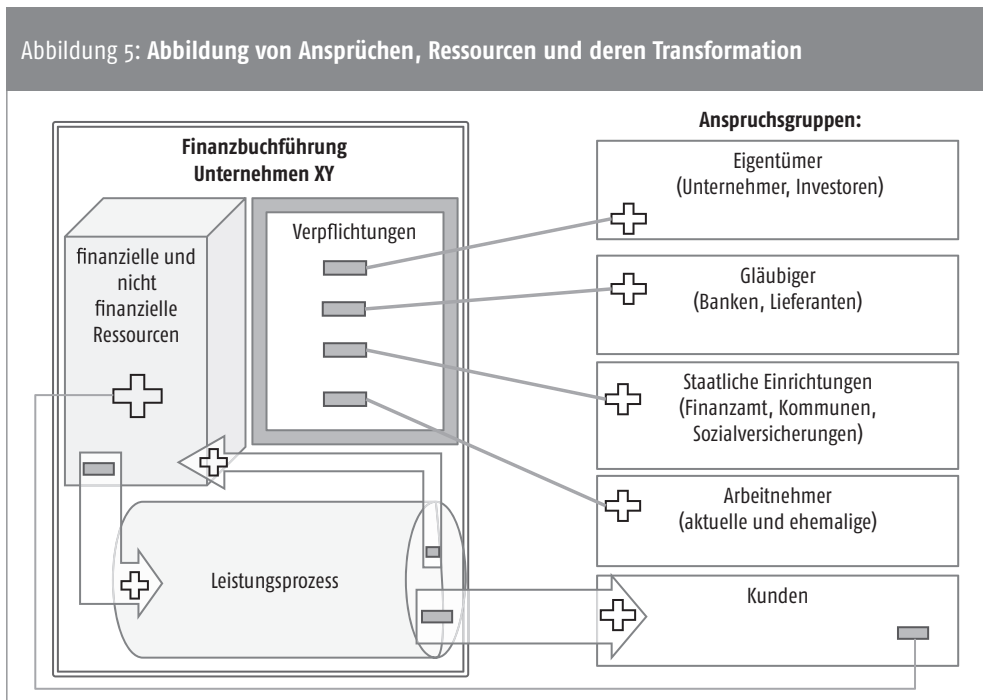 Abbildung 5: Abbildung von Ansprüchen, Ressourcen und deren Transformation
Finanzbuchführung
Unternehmen XY
finanzielle und
nicht
finanzielle
Ressourcen
Verpflichtungen
Leistungsprozess
Anspruchsgruppen:
Eigentümer
(Unternehmer, Investoren)
Gläubiger
(Banken, Lieferanten)
Staatliche Einrichtungen
(Finanzamt, Kommunen,
Sozialversicherungen)
Arbeitnehmer
(aktuelle und ehemalige)
Kunden